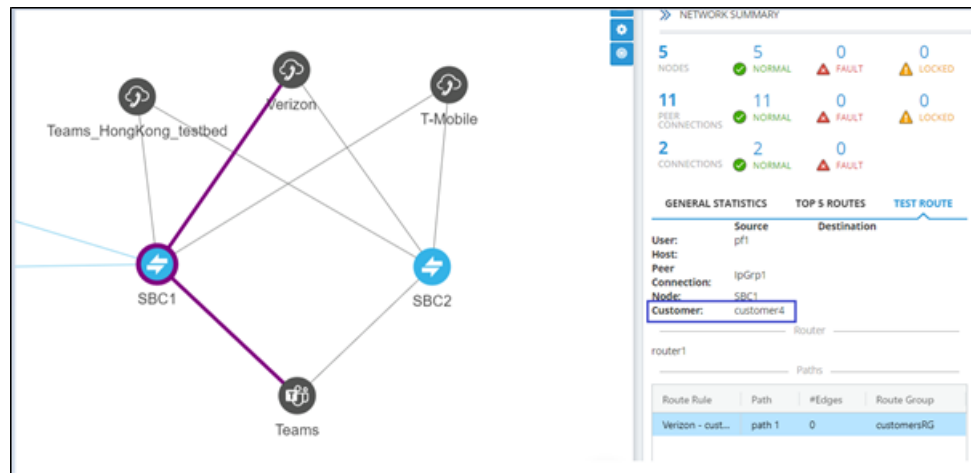 NETWORK SUMMARY
5 5 0 0
NODES NORMAL FAULT LOCKED
11 11 0 0
PEER CONNECTIONS NORMAL FAULT LOCKED
2 2 0
CONNECTIONS NORMAL FAULT
GENERAL STATISTICS TOP 5 ROUTES TEST ROUTE
Source Destination
User: pf1
Host:
Peer Connection: IpGrp1
Node: SBC1
Customer: customer4
Router
router1
Paths
Route Rule Path #Edges Route Group
Verizon - cust... path 1 0 customersRG
Verizon
Teams_HongKong_testbed
T-Mobile
SBC1
SBC2
Teams